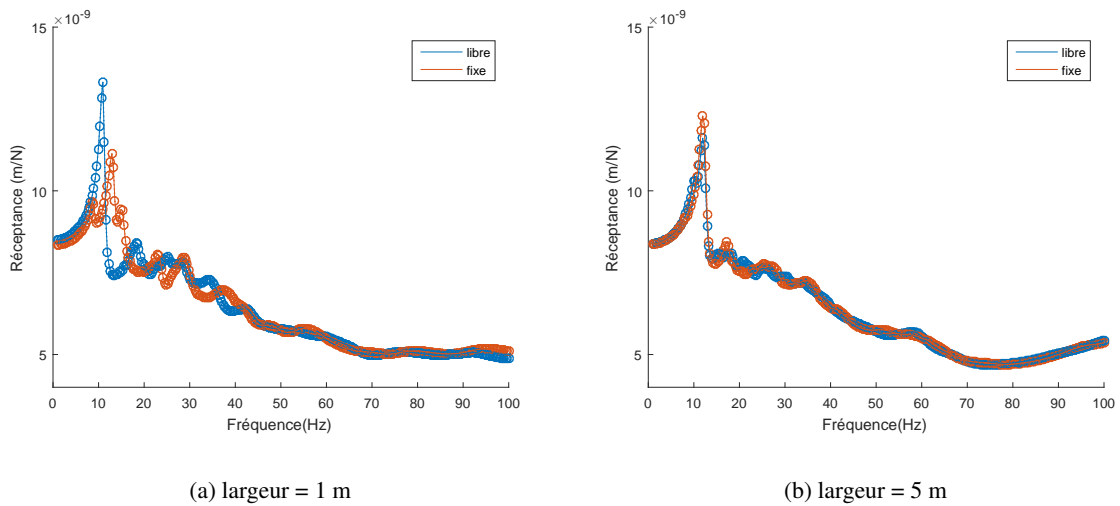 ×10⁻⁹
15
10
5
Réceptance (m/N)
libre
fixe
0 10 20 30 40 50 60 70 80 90 100
Fréquence(Hz)
(a) largeur = 1 m
×10⁻⁹
15
10
5
Réceptance (m/N)
libre
fixe
0 10 20 30 40 50 60 70 80 90 100
Fréquence(Hz)
(b) largeur = 5 m